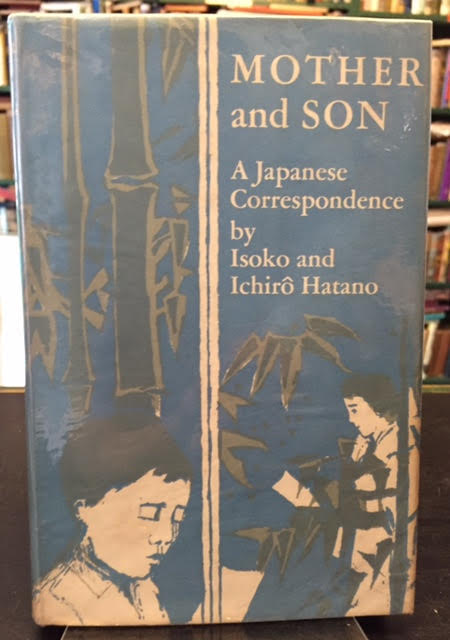 MOTHER
and SON
A Japanese
Correspondence
by
Isoko and
Ichirô Hatano